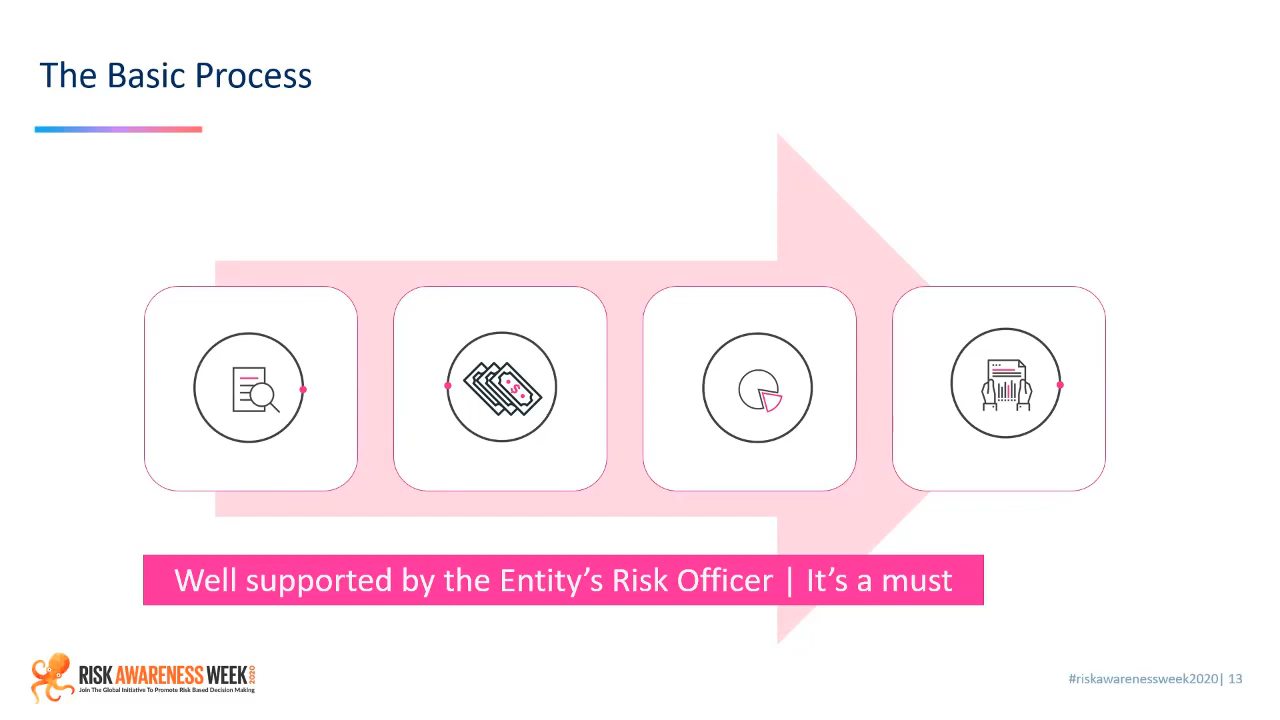 The Basic Process
$
Well supported by the Entity's Risk Officer | It's a must
RISK AWARENESS WEEK 2020
Join The Global Initiative To Promote Risk Based Decision Making
#riskawarenessweek2020| 13